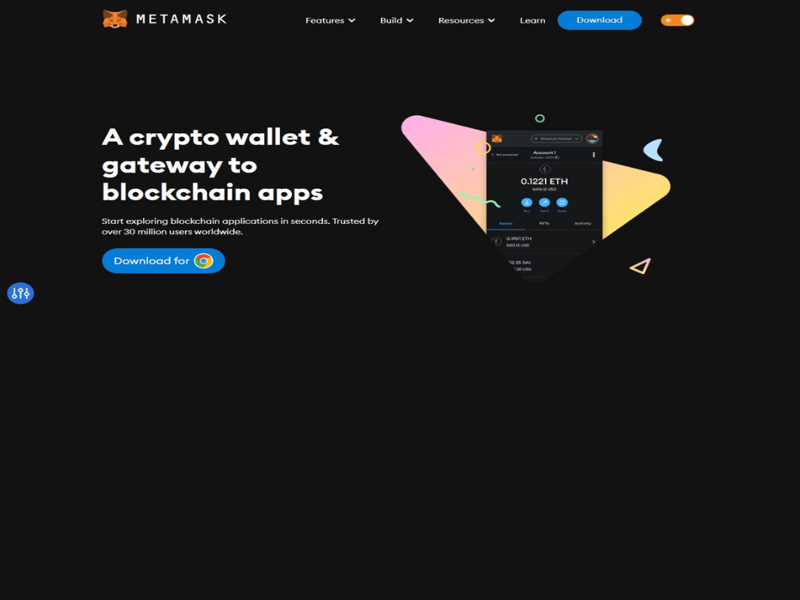 METAMASK
Features
Build
Resources
Learn
Download
A crypto wallet &
gateway to
blockchain apps
Start exploring blockchain applications in seconds. Trusted by
over 30 million users worldwide.
Download for
Account 1
0.1221 ETH
Assets
NFTs
Activity